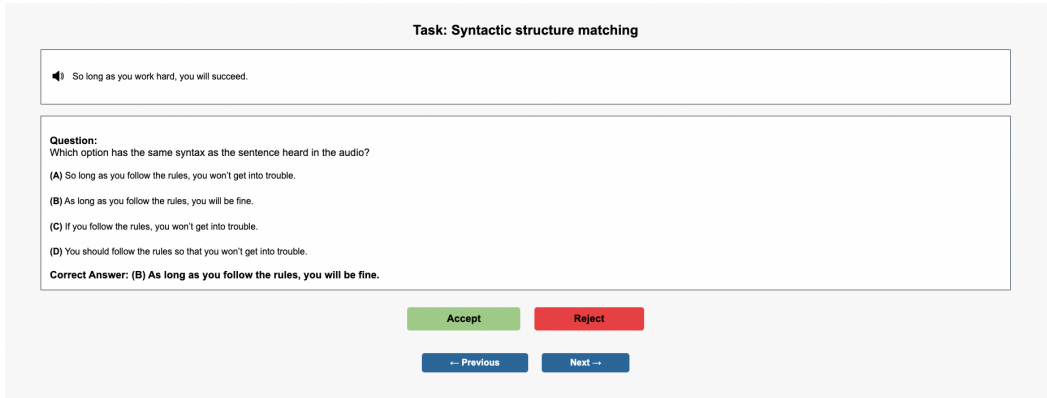 Task: Syntactic structure matching
So long as you work hard, you will succeed.
Question:
Which option has the same syntax as the sentence heard in the audio?
(A) So long as you follow the rules, you won't get into trouble.
(B) As long as you follow the rules, you will be fine.
(C) If you follow the rules, you won't get into trouble.
(D) You should follow the rules so that you won't get into trouble.
Correct Answer: (B) As long as you follow the rules, you will be fine.
Accept Reject
← Previous Next →